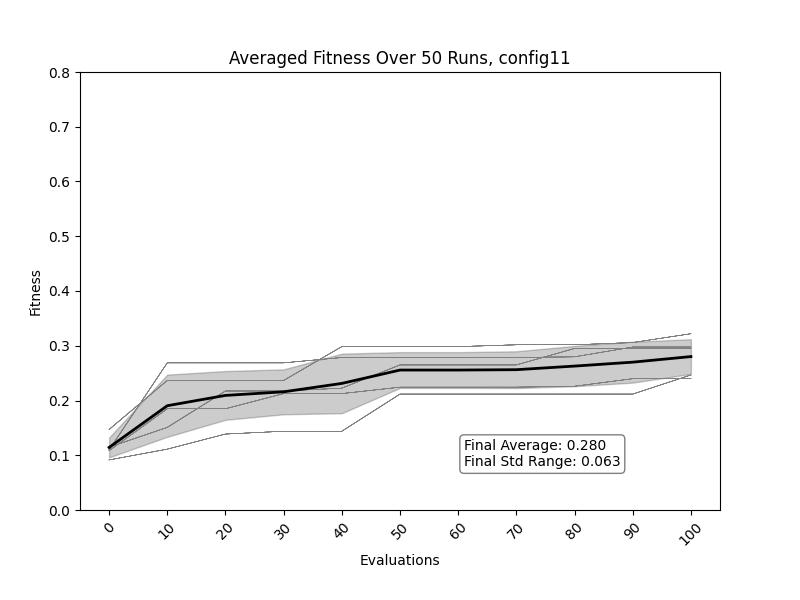 Averaged Fitness Over 50 Runs, config11
0.8
0.7
0.6
0.5
0.4
0.3
0.2
0.1
0.0
Fitness
Final Average: 0.280
Final Std Range: 0.063
0 10 20 30 40 50 60 70 80 90 100
Evaluations